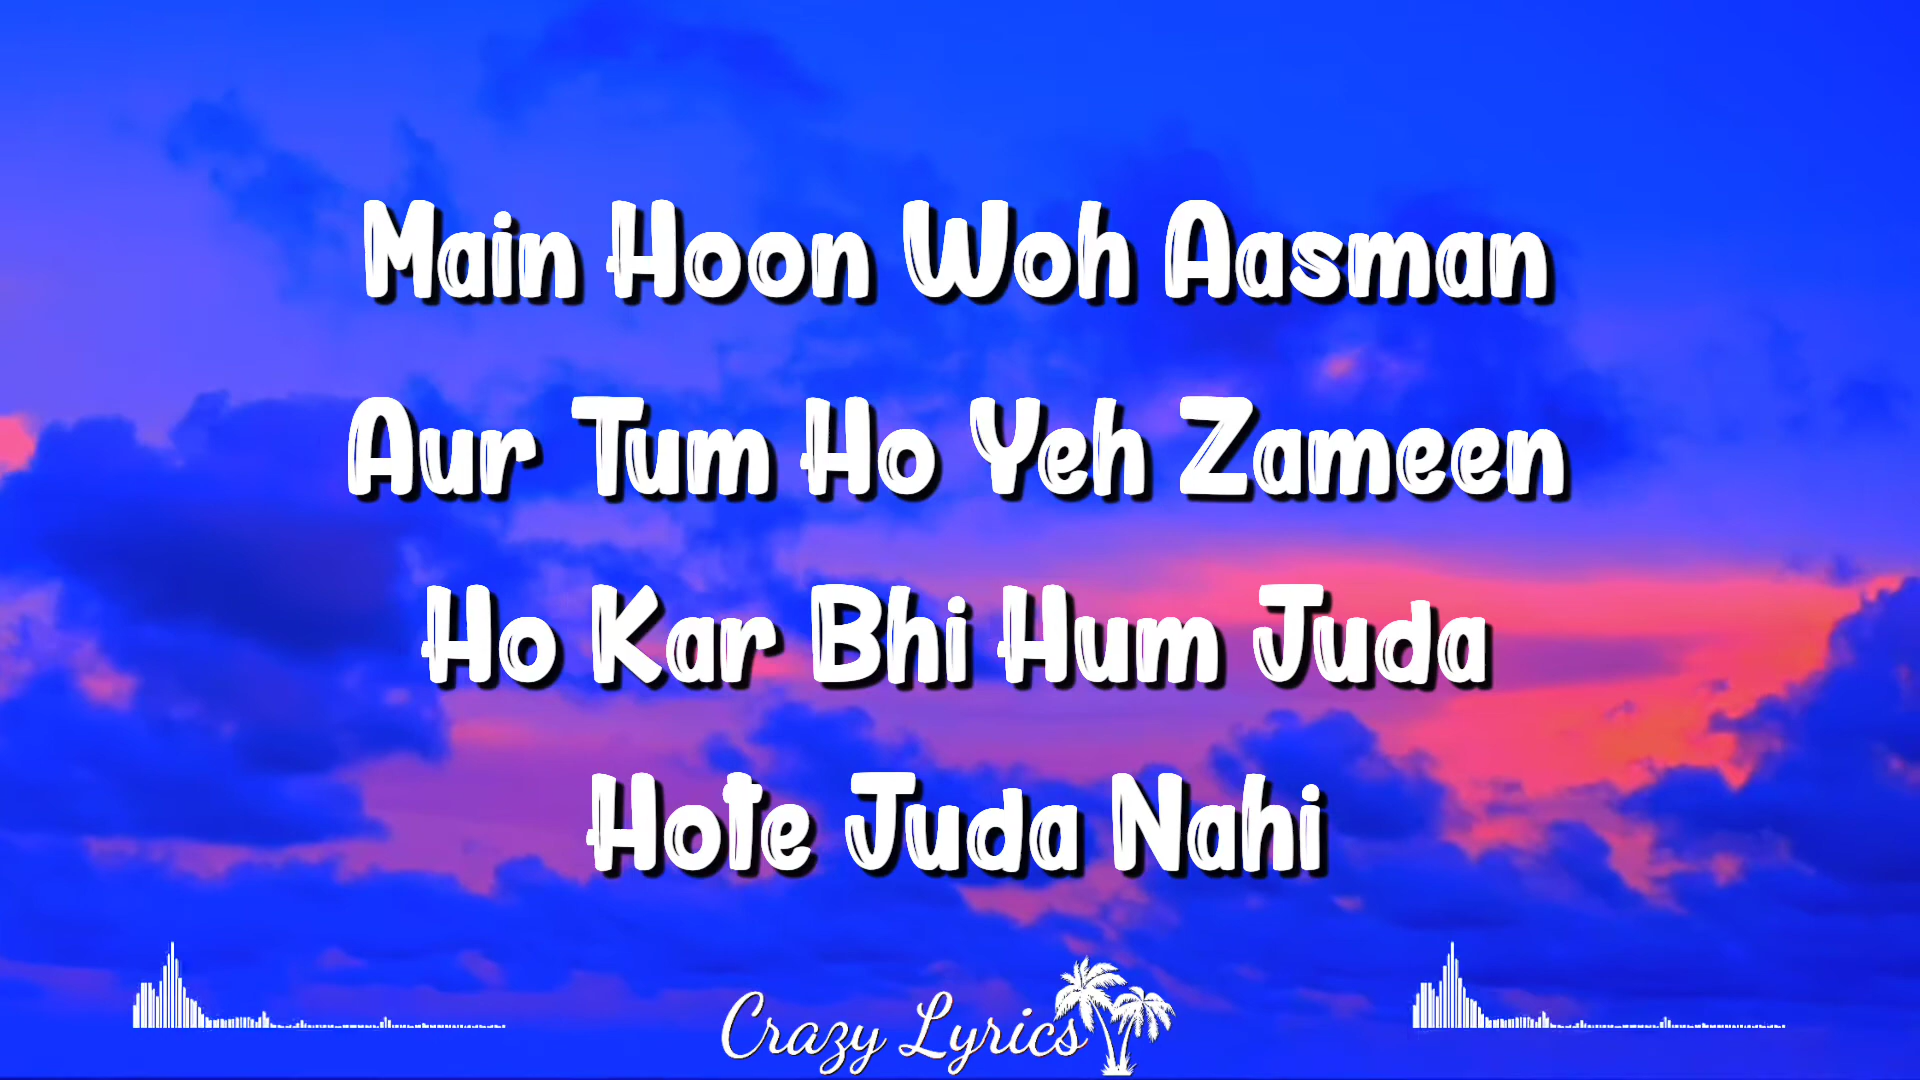 Main Hoon Woh Aasman
Aur Tum Ho Yeh Zameen
Ho Kar Bhi Hum Juda
Hote Juda Nahi
Crazy Lyrics